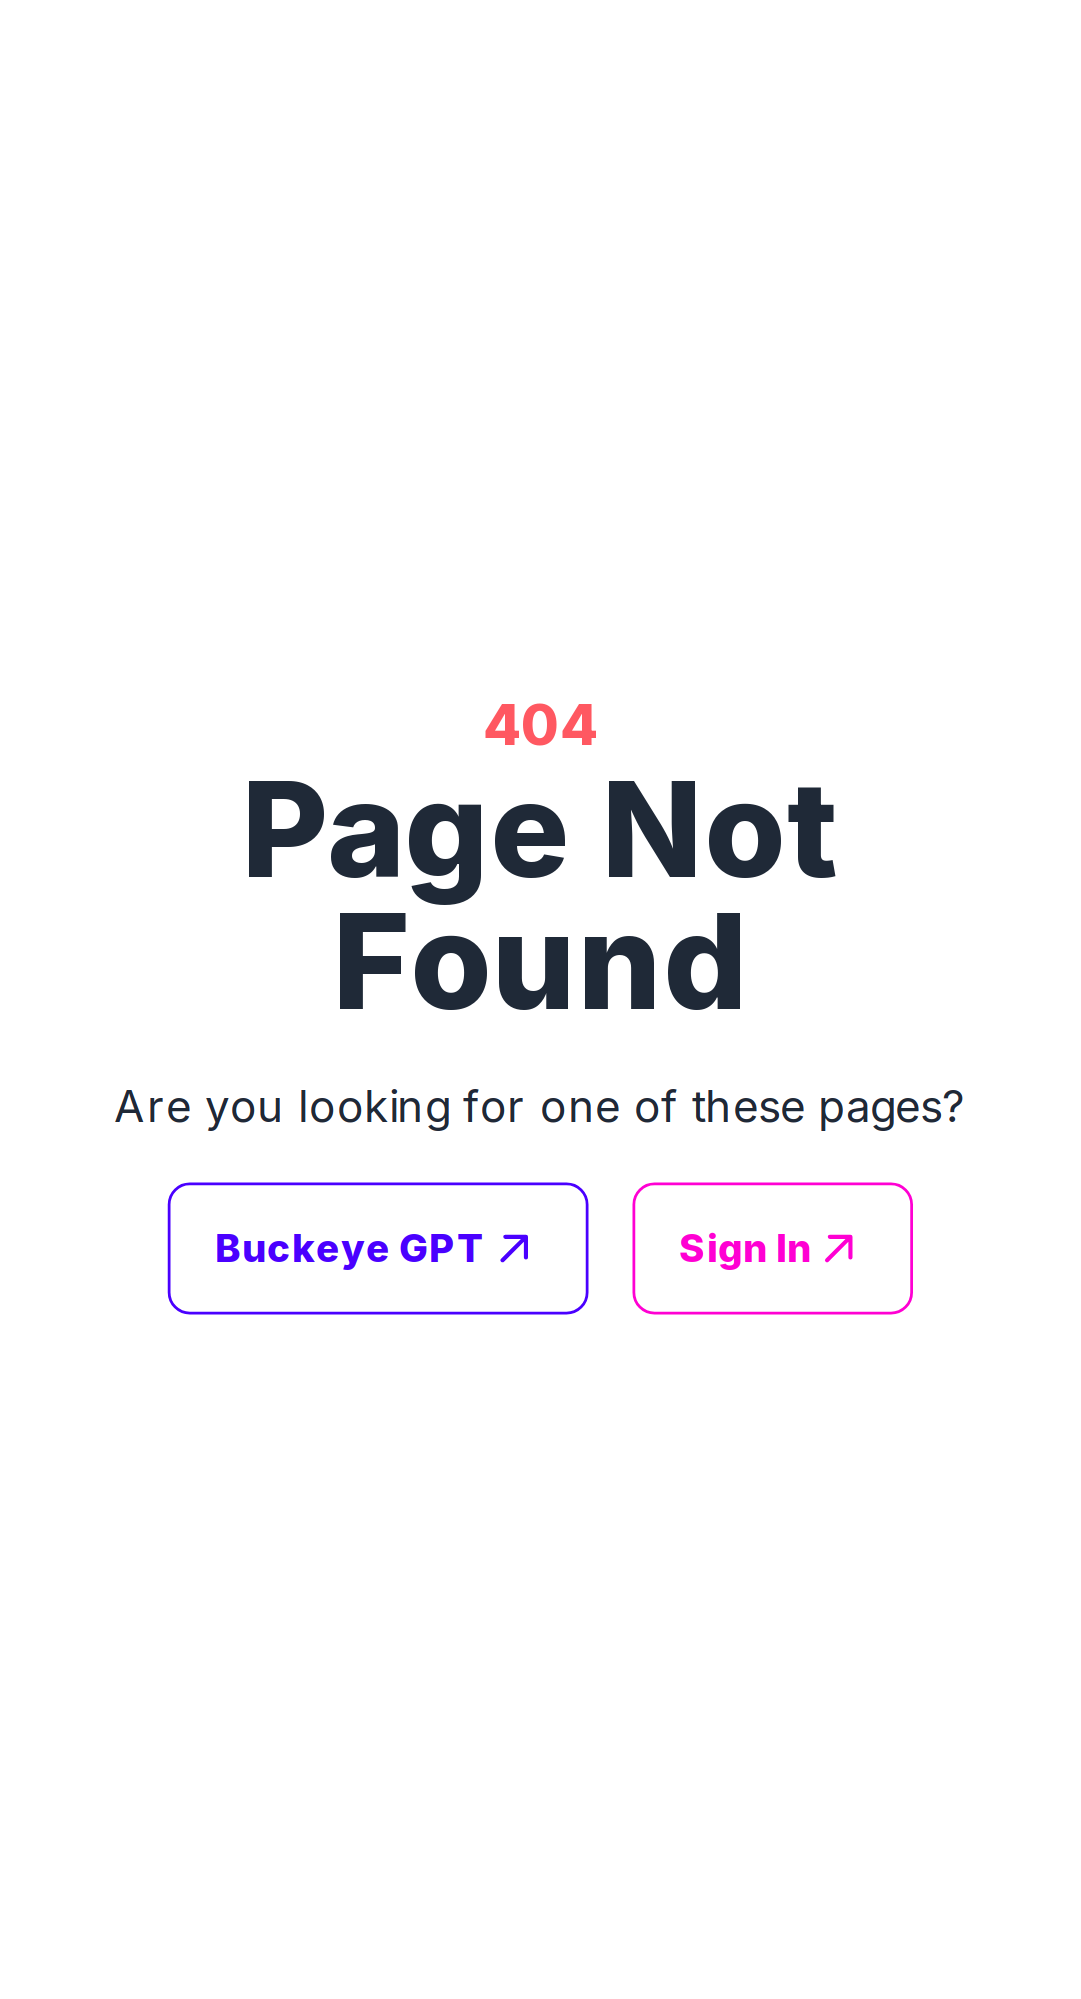 404
Page Not
Found
Are you looking for one of these pages?
Buckeye GPT
Sign In